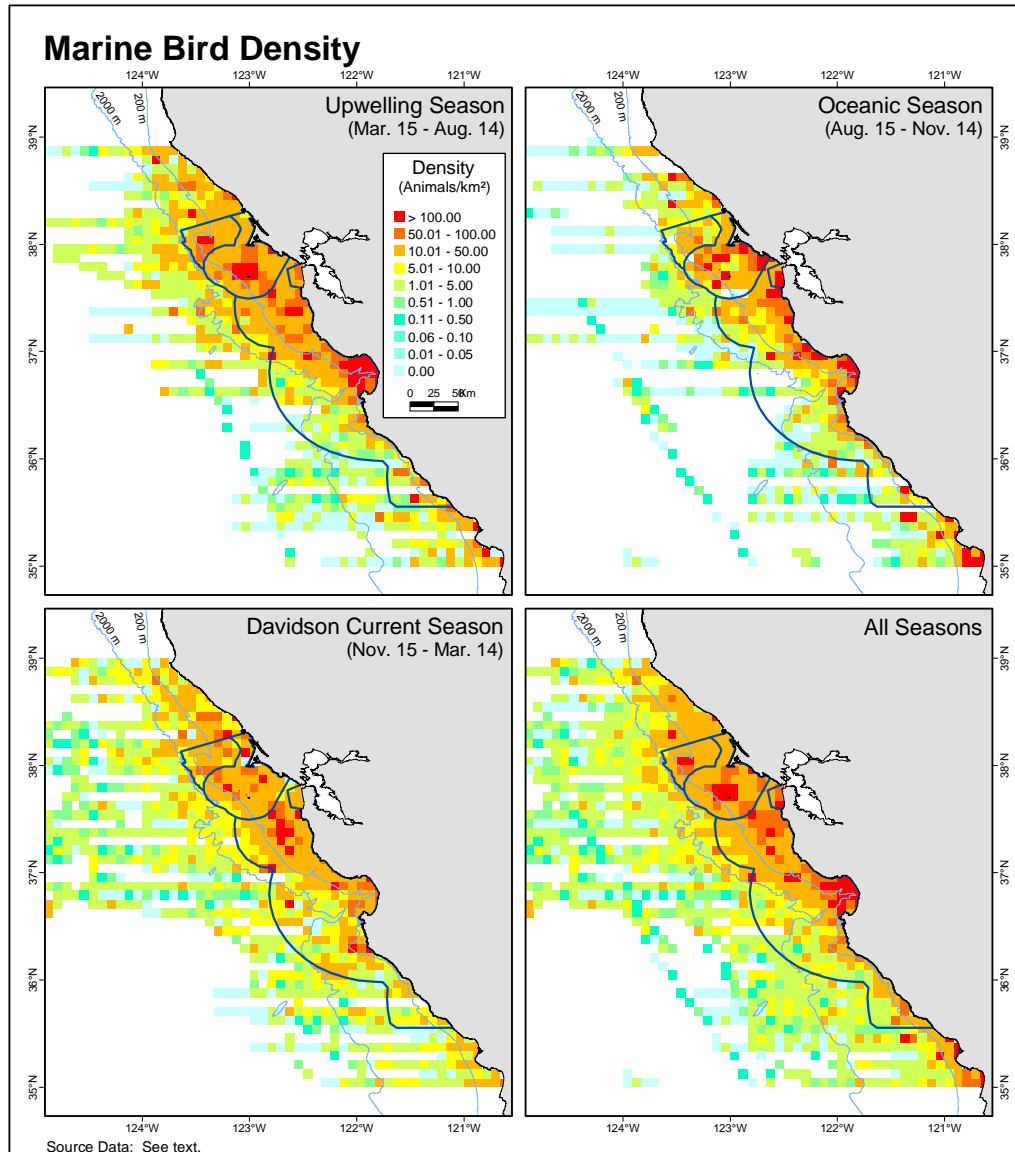 Marine Bird Density
124°W 123°W 122°W 121°W 124°W 123°W 122°W 121°W
2000 m
200 m
Upwelling Season
(Mar. 15 - Aug. 14)
Density
(Animals/km²)
> 100.00
50.01 - 100.00
10.01 - 50.00
5.01 - 10.00
1.01 - 5.00
0.51 - 1.00
0.11 - 0.50
0.06 - 0.10
0.01 - 0.05
0.00
0 25 50 Km
39°N
38°N
37°N
36°N
35°N
2000 m
200 m
Oceanic Season
(Aug. 15 - Nov. 14)
39°N
38°N
37°N
36°N
35°N
2000 m
200 m
Davidson Current Season
(Nov. 15 - Mar. 14)
39°N
38°N
37°N
36°N
35°N
2000 m
200 m
All Seasons
39°N
38°N
37°N
36°N
35°N
124°W 123°W 122°W 121°W 124°W 123°W 122°W 121°W
Source Data: See text.